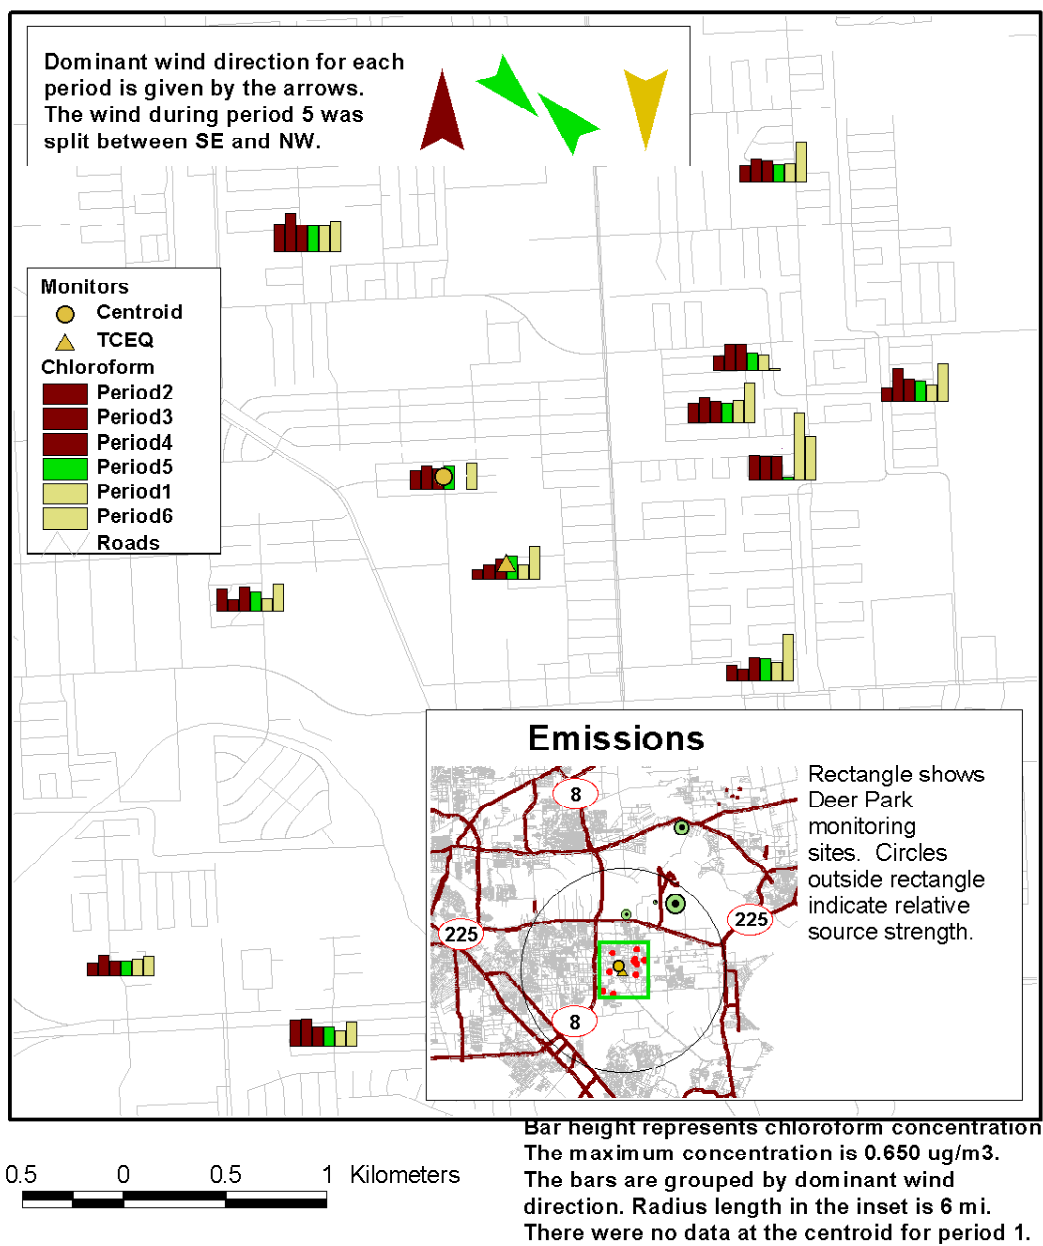 Dominant wind direction for each
period is given by the arrows.
The wind during period 5 was
split between SE and NW.
Monitors
Centroid
TCEQ
Chloroform
Period2
Period3
Period4
Period5
Period1
Period6
Roads
Emissions
Rectangle shows
Deer Park
monitoring
sites. Circles
outside rectangle
indicate relative
source strength.
8
225
225
8
Bar height represents chloroform concentration
The maximum concentration is 0.650 ug/m3.
The bars are grouped by dominant wind
direction. Radius length in the inset is 6 mi.
There were no data at the centroid for period 1.
0.5 0 0.5 1 Kilometers